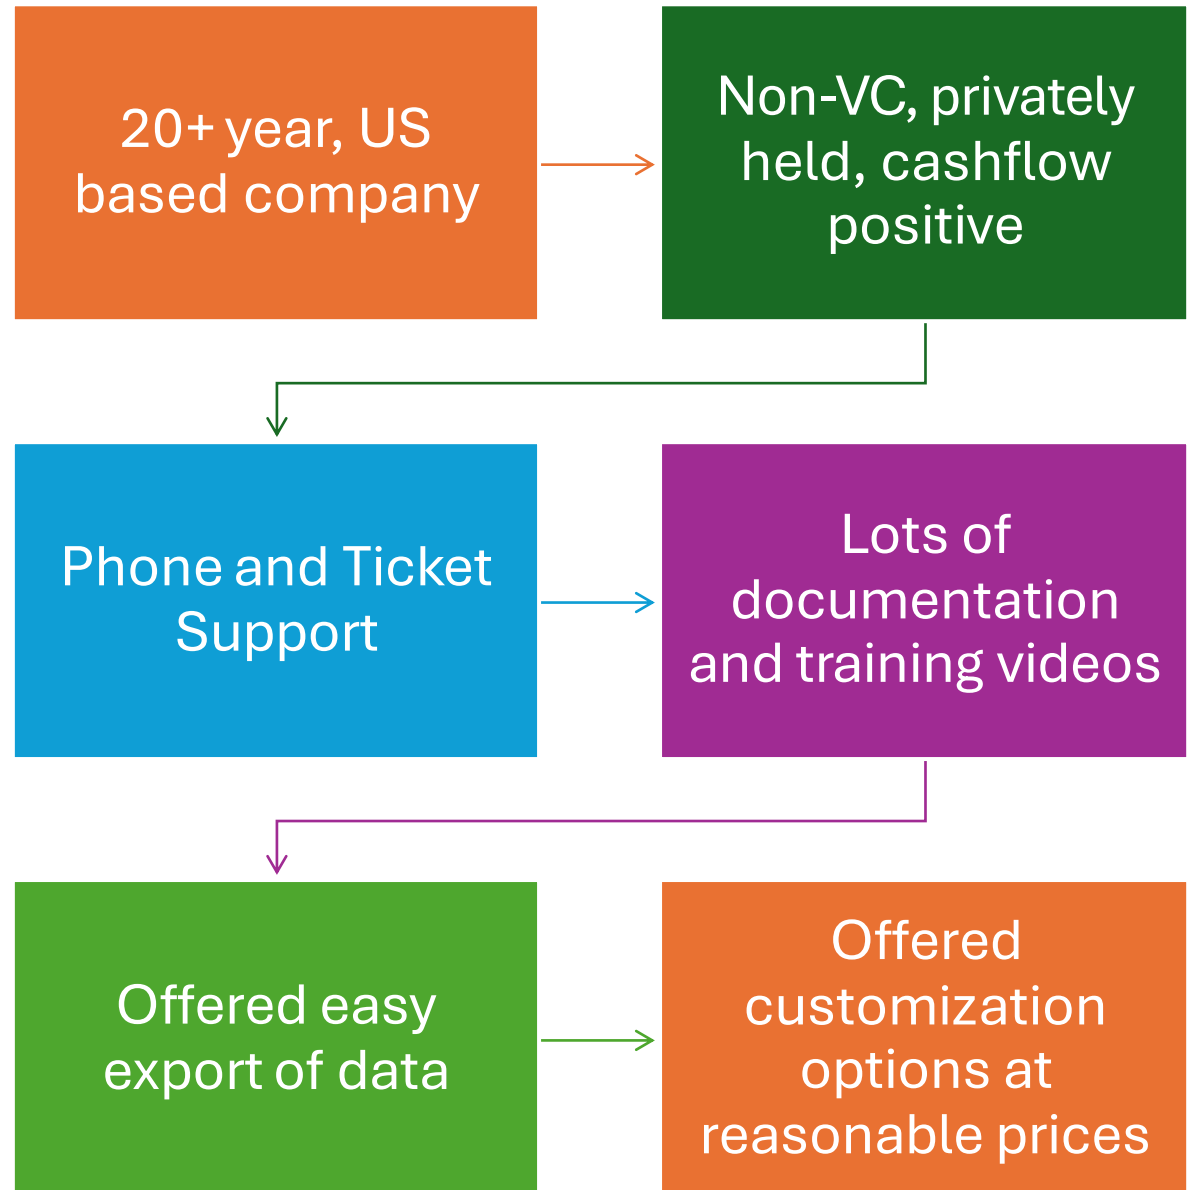 20+ year, US
based company
Non-VC, privately
held, cashflow
positive
Phone and Ticket
Support
Lots of
documentation
and training videos
Offered easy
export of data
Offered
customization
options at
reasonable prices